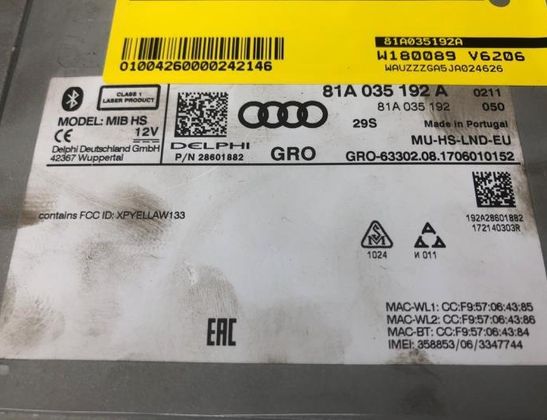 81A035192A
W180089 V6206
WAUZZZGA5JA024626
01004260000242146
CLASS 1
LASER PRODUCT
MODEL: MIB HS
12V
Delphi Deutschland GmbH
42367 Wuppertal
DELPHI
P/N 28601882
GRO
81A 035 192 A 0211
81A 035 192 050
29S Made in Portugal
MU-HS-LND-EU
GRO-63302.08.1706010152
192A28601882
172140303R
contains FCC ID: XPYELLAW133
1024
И 011
EAC
MAC-WL1: CC:F9:57:06:43:85
MAC-WL2: CC:F9:57:06:43:86
MAC-BT: CC:F9:57:06:43:84
IMEI: 358853/06/3347744